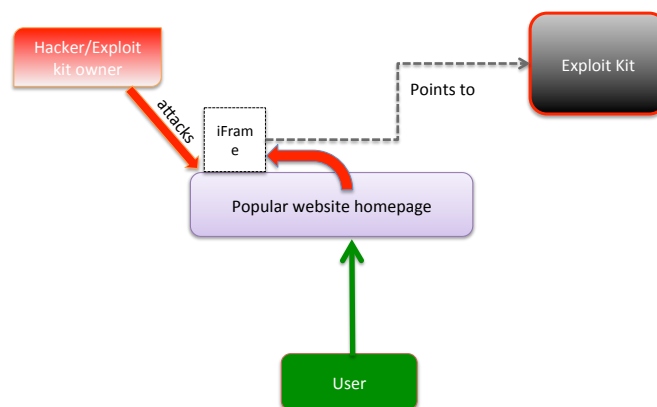 Hacker/Exploit
kit owner
Exploit Kit
Points to
attacks
iFram
e
Popular website homepage
User